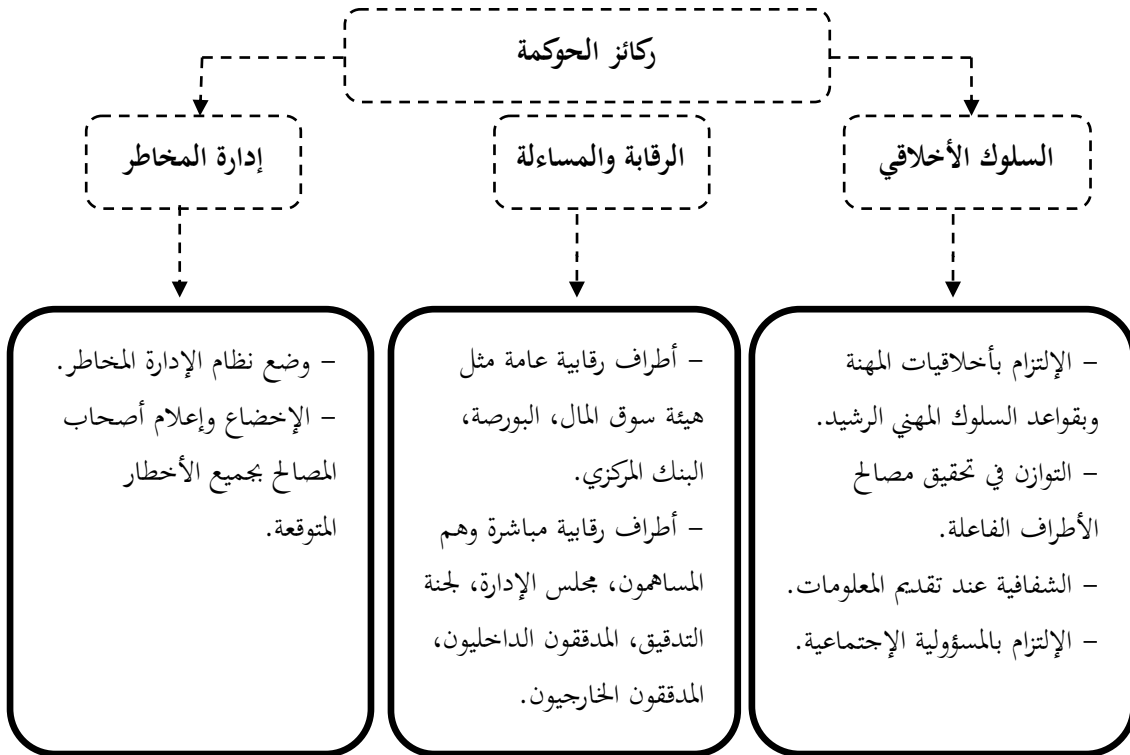 ركائز الحوكمة
السلوك الأخلاقي
الرقابة والمساءلة
إدارة المخاطر
– الإلتزام بأخلاقيات المهنة
وبقواعد السلوك المهني الرشيد.
– التوازن في تحقيق مصالح
الأطراف الفاعلة.
– الشفافية عند تقديم المعلومات.
– الإلتزام بالمسؤولية الإجتماعية.
– أطراف رقابية عامة مثل
هيئة سوق المال، البورصة،
البنك المركزي.
– أطراف رقابية مباشرة وهم
المساهمون، مجلس الإدارة، لجنة
التدقيق، المدققون الداخليون،
المدققون الخارجيون.
– وضع نظام الإدارة المخاطر.
– الإخضاع وإعلام أصحاب
المصالح بجميع الأخطار
المتوقعة.